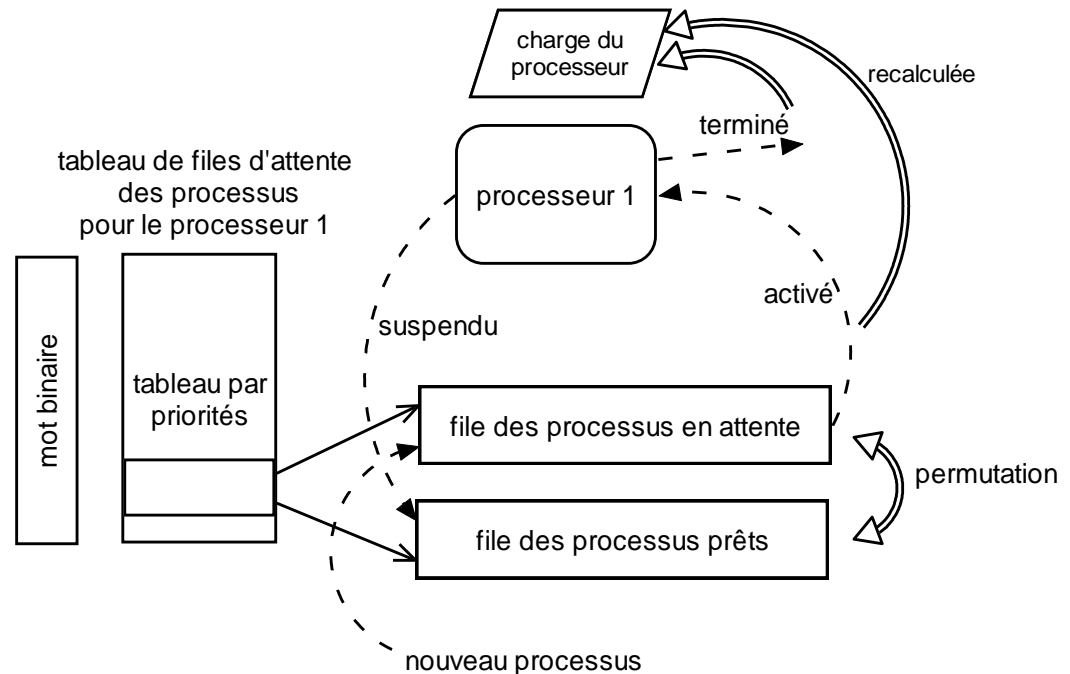 charge du
processeur
recalculée
terminé
tableau de files d'attente
des processus
pour le processeur 1
processeur 1
activé
suspendu
mot binaire
tableau par
priorités
file des processus en attente
permutation
file des processus prêts
nouveau processus